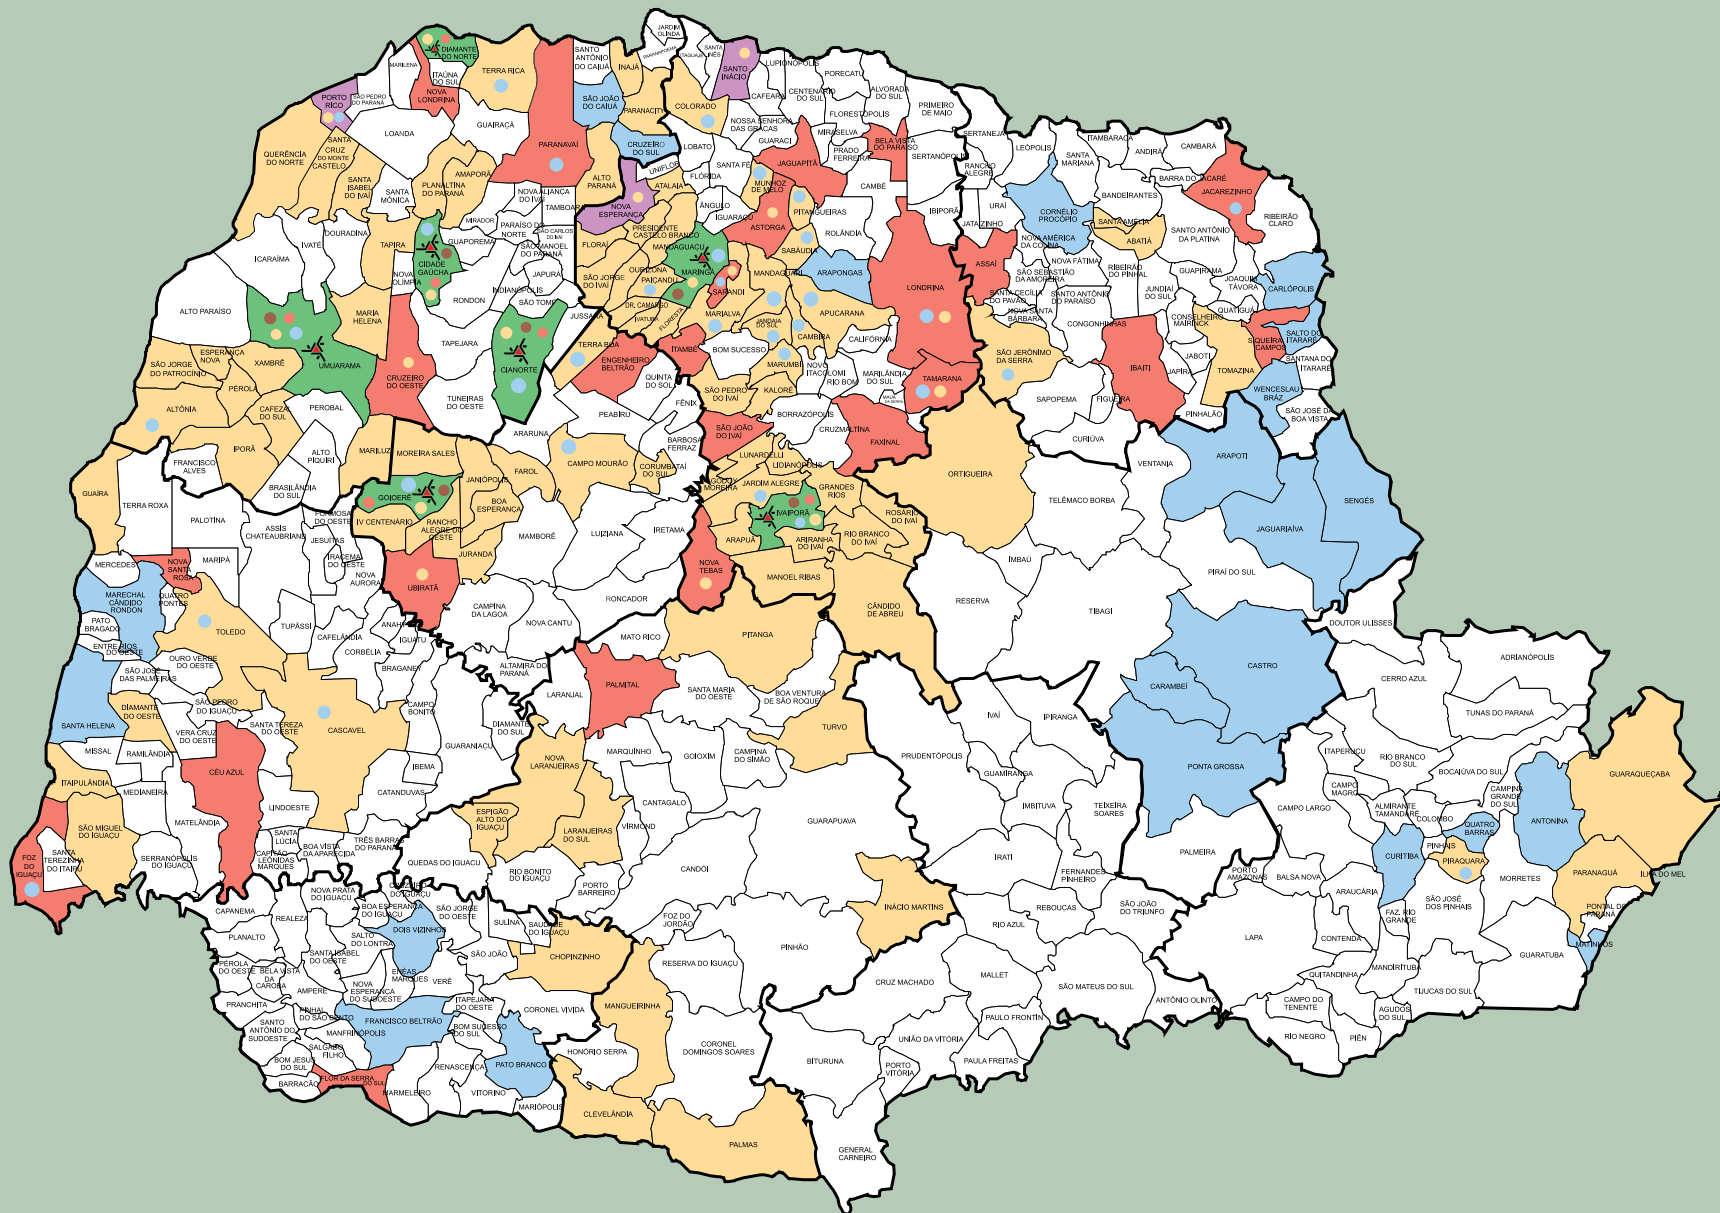 JARDIM
OLINDA
PARANAPOEMA
ITAGUAJÉ
SANTA
INÊS
SANTO
INÁCIO
LUPIONÓPOLIS
CAFEARA
CENTENÁRIO
DO SUL
PORECATU
ALVORADA
DO SUL
FLORESTÓPOLIS
PRIMEIRO
DE MAIO
MIRASELVA
PRADO
FERREIRA
BELA VISTA
DO PARAÍSO
SERTANÓPOLIS
NOSSA SENHORA
DAS GRAÇAS
GUARACI
JAGUAPITÃ
CAMBÉ
IBIPORÃ
DIAMANTE
DO NORTE
MARILENA
ITAÚNA
DO SUL
NOVA
LONDRINA
TERRA RICA
SANTO
ANTÔNIO
DO CAIUÁ
INAJÁ
SÃO JOÃO
DO CAIUÁ
PARANACITY
COLORADO
CRUZEIRO
DO SUL
LOBATO
UNIFLOR
SANTA FÉ
FLÓRIDA
PORTO
RICO
SÃO PEDRO
DO PARANÁ
LOANDA
GUAIRAÇÁ
PARANAVAÍ
QUERÊNCIA
DO NORTE
SANTA
CRUZ
DO MONTE
CASTELO
SANTA
ISABEL
DO IVAÍ
SANTA
MÔNICA
PLANALTINA
DO PARANÁ
AMAPORÃ
ALTO
PARANÁ
NOVA ALIANÇA
DO IVAÍ
TAMBOARA
MIRADOR
PARAÍSO DO
NORTE
SÃO CARLOS
DO IVAÍ
SÃO MANOEL
DO PARANÁ
GUAPOREMA
NOVA
ESPERANÇA
ATALAIA
ÂNGULO
IGUARAÇU
MUNHOZ
DE MELO
ASTORGA
PITANGUEIRAS
ROLÂNDIA
SABÁUDIA
ARAPONGAS
LONDRINA
PRESIDENTE
CASTELO BRANCO
MANDAGUAÇU
FLORAÍ
OURIZONA
PAIÇANDU
MARINGÁ
SARANDI
MANDAGUARI
SÃO JORGE
DO IVAÍ
DR. CAMARGO
IVATUBA
FLORESTA
MARIALVA
JANDAIA
DO SUL
CAMBIRA
APUCARANA
CALIFÓRNIA
ITAMBÉ
BOM SUCESSO
MARUMBI
NOVO
ITACOLOMI
RIO BOM
MARILÂNDIA
DO SUL
MAUÁ
DA SERRA
TAMARANA
SÃO PEDRO
DO IVAÍ
KALORÉ
BORRAZÓPOLIS
CRUZMALTINA
FAXINAL
SÃO JOÃO
DO IVAÍ
LUNARDELLI
LIDIANÓPOLIS
GODOY
MOREIRA
JARDIM ALEGRE
GRANDES
RIOS
IVAIPORÃ
ROSÁRIO
DO IVAÍ
RIO BRANCO
DO IVAÍ
ARAPUÃ
ARIRANHA
DO IVAÍ
MANOEL RIBAS
NOVA
TEBAS
CÂNDIDO
DE ABREU
SERTANEJA
LEÓPOLIS
RANCHO
ALEGRE
SANTA
MARIANA
ITAMBARACÁ
ANDIRÁ
CAMBARÁ
BARRA DO JACARÉ
JACAREZINHO
BANDEIRANTES
URAÍ
JATAIZINHO
CORNÉLIO
PROCÓPIO
SANTA AMÉLIA
ABATIÁ
SANTO ANTÔNIO
DA PLATINA
RIBEIRÃO
CLARO
NOVA AMÉRICA
DA COLINA
NOVA FÁTIMA
ASSAÍ
SÃO SEBASTIÃO
DA AMOREIRA
RIBEIRÃO
DO PINHAL
GUAPIRAMA
JOAQUIM
TÁVORA
CARLÓPOLIS
JUNDIAÍ
DO SUL
SANTA CECÍLIA
DO PAVÃO
SANTO ANTÔNIO
DO PARAÍSO
NOVA SANTA
BÁRBARA
CONGONHINHAS
CONSELHEIRO
MAIRINCK
QUATIGUÁ
SIQUEIRA
CAMPOS
SALTO DO
ITARARÉ
SANTANA DO
ITARARÉ
SÃO JERÔNIMO
DA SERRA
IBAITI
JABOTI
JAPIRA
TOMAZINA
WENCESLAU
BRÁZ
SÃO JOSÉ DA
BOA VISTA
PINHALÃO
SAPOPEMA
FIGUEIRA
CURIÚVA
VENTANIA
ARAPOTI
SENGÉS
JAGUARIAÍVA
ORTIGUEIRA
TELÊMACO BORBA
IMBAÚ
RESERVA
TIBAGI
PIRAÍ DO SUL
CASTRO
CARAMBEÍ
PONTA GROSSA
PALMEIRA
ICARAÍMA
IVATÉ
DOURADINA
TAPIRA
CIDADE
GAÚCHA
NOVA
OLÍMPIA
RONDON
INDIANÓPOLIS
JAPURÁ
SÃO TOMÉ
JUSSARA
ALTO PARAÍSO
MARIA
HELENA
UMUARAMA
TAPEJARA
CIANORTE
CRUZEIRO
DO OESTE
TUNEIRAS
DO OESTE
SÃO JORGE
DO PATROCÍNIO
ESPERANÇA
NOVA
XAMBRÊ
PÉROLA
ALTÔNIA
CAFEZAL
DO SUL
PEROBAL
IPORÃ
ALTO
PIQUIRI
MARILUZ
FRANCISCO
ALVES
BRASILÂNDIA
DO SUL
GUAÍRA
TERRA ROXA
PALOTINA
TERRA BOA
ENGENHEIRO
BELTRÃO
QUINTA
DO SOL
FÊNIX
PEABIRU
ARARUNA
BARBOSA
FERRAZ
CAMPO MOURÃO
CORUMBATAÍ
DO SUL
MOREIRA SALES
JANIÓPOLIS
FAROL
GOIOERÊ
BOA
ESPERANÇA
IV CENTENÁRIO
RANCHO
ALEGRE DO
OESTE
JURANDA
MAMBORÊ
LUIZIANA
IRETAMA
UBIRATÃ
CAMPINA
DA LAGOA
RONCADOR
NOVA CANTU
ALTAMIRA DO
PARANÁ
MATO RICO
PITANGA
LARANJAL
PALMITAL
SANTA MARIA
DO OESTE
BOA VENTURA
DE SÃO ROQUE
TURVO
ASSIS
CHATEAUBRIAND
FORMOSA
DO OESTE
JESUÍTAS
IRACEMA
DO OESTE
NOVA
AURORA
MERCEDES
NOVA
SANTA
ROSA
MARIPÁ
MARECHAL
CÂNDIDO
RONDON
QUATRO
PONTES
TOLEDO
TUPÃSSI
CAFELÂNDIA
CORBÉLIA
ANAHY
IGUATU
BRAGANEY
PATO
BRAGADO
ENTRE RIOS
DO OESTE
OURO VERDE
DO OESTE
SÃO JOSÉ
DAS PALMEIRAS
SANTA HELENA
DIAMANTE
DO OESTE
SÃO PEDRO
DO IGUAÇU
VERA CRUZ
DO OESTE
SANTA TEREZA
DO OESTE
CASCAVEL
CAMPO
BONITO
DIAMANTE
DO SUL
GUARANIAÇU
IBEMA
CATANDUVAS
MISSAL
RAMILÂNDIA
CÉU AZUL
ITAIPULÂNDIA
MEDIANEIRA
MATELÂNDIA
LINDOESTE
SANTA
LÚCIA
SÃO MIGUEL
DO IGUAÇU
SERRANÓPOLIS
DO IGUAÇU
CAPITÃO
LEÔNIDAS
MARQUES
BOA VISTA
DA APARECIDA
TRÊS BARRAS
DO PARANÁ
SANTA
TEREZINHA
DO ITAIPU
FOZ
DO
IGUAÇU
NOVA
LARANJEIRAS
MARQUINHO
GOIOXIM
CAMPINA
DO SIMÃO
CANTAGALO
ESPIGÃO
ALTO DO
IGUAÇU
LARANJEIRAS
DO SUL
VIRMOND
GUARAPUAVA
QUEDAS DO IGUAÇU
RIO BONITO
DO IGUAÇU
PORTO
BARREIRO
CANDÓI
FOZ DO
JORDÃO
PINHÃO
RESERVA DO IGUAÇU
INÁCIO MARTINS
PRUDENTÓPOLIS
IVAÍ
IPIRANGA
GUAMIRANGA
IMBITUVA
TEIXEIRA
SOARES
IRATI
FERNANDES
PINHEIRO
REBOUÇAS
RIO AZUL
SÃO JOÃO
DO TRIUNFO
MALLET
SÃO MATEUS DO SUL
ANTÔNIO OLINTO
CRUZ MACHADO
PAULO FRONTIN
UNIÃO DA VITÓRIA
PAULA FREITAS
PORTO
VITÓRIA
BITURUNA
GENERAL
CARNEIRO
CORONEL
DOMINGOS SOARES
PALMAS
CLEVELÂNDIA
MANGUEIRINHA
HONÓRIO SERPA
CHOPINZINHO
CORONEL VIVIDA
CAPANEMA
NOVA PRATA
DO IGUAÇU
REALEZA
CRUZEIRO
DO IGUAÇU
BOA ESPERANÇA
DO IGUAÇU
SÃO JORGE
DO OESTE
SULINA
SAUDADE
DO IGUAÇU
PLANALTO
SALTO
DO LONTRA
DOIS VIZINHOS
SÃO JOÃO
SANTA ISABEL
DO OESTE
PÉROLA
DO OESTE
BELA VISTA
DA
CAROBA
AMPERE
NOVA
ESPERANÇA
DO SUDOESTE
ENÉAS
MARQUES
VERÊ
ITAPEJARA
DO OESTE
PRANCHITA
PINHAL
DO SÃO BENTO
FRANCISCO BELTRÃO
BOM SUCESSO
DO SUL
SANTO
ANTÔNIO DO
SUDOESTE
MANFRINÓPOLIS
SALGADO
FILHO
BOM JESUS
DO SUL
BARRACÃO
FLOR DA SERRA
DO SUL
MARMELEIRO
RENASCENÇA
VITORINO
PATO BRANCO
MARIÓPOLIS
DOUTOR ULISSES
CERRO AZUL
ADRIANÓPOLIS
TUNAS DO PARANÁ
ITAPERUÇU
RIO BRANCO
DO SUL
BOCAIÚVA DO SUL
CAMPO
MAGRO
CAMPO LARGO
ALMIRANTE
TAMANDARÉ
COLOMBO
CAMPINA
GRANDE
DO SUL
QUATRO
BARRAS
ANTONINA
GUARAQUEÇABA
CURITIBA
PINHAIS
PIRAQUARA
MORRETES
PARANAGUÁ
ILHA DO MEL
PONTAL DO
PARANÁ
MATINHOS
GUARATUBA
PORTO
AMAZONAS
BALSA NOVA
ARAUCÁRIA
FAZ. RIO
GRANDE
SÃO JOSÉ
DOS PINHAIS
LAPA
CONTENDA
MANDIRITUBA
QUITANDINHA
TIJUCAS DO SUL
CAMPO DO
TENENTE
AGUDOS
DO SUL
RIO NEGRO
PIÊN